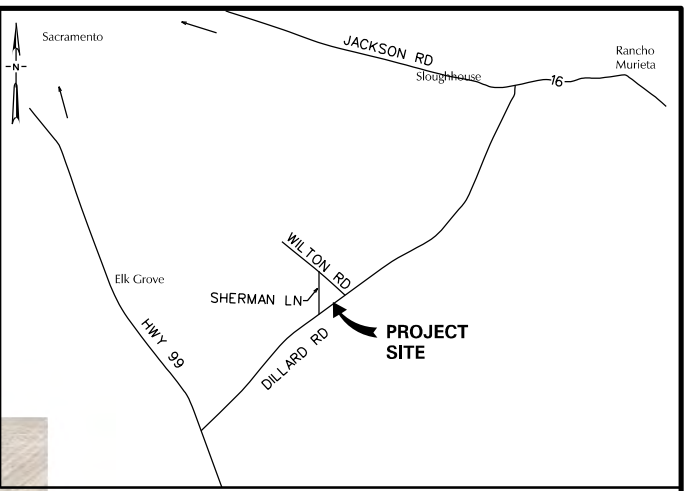 Sacramento
N
JACKSON RD
Sloughhouse
16
Rancho
Murieta
WILTON RD
Elk Grove
SHERMAN LN
HWY 99
DILLARD RD
PROJECT
SITE